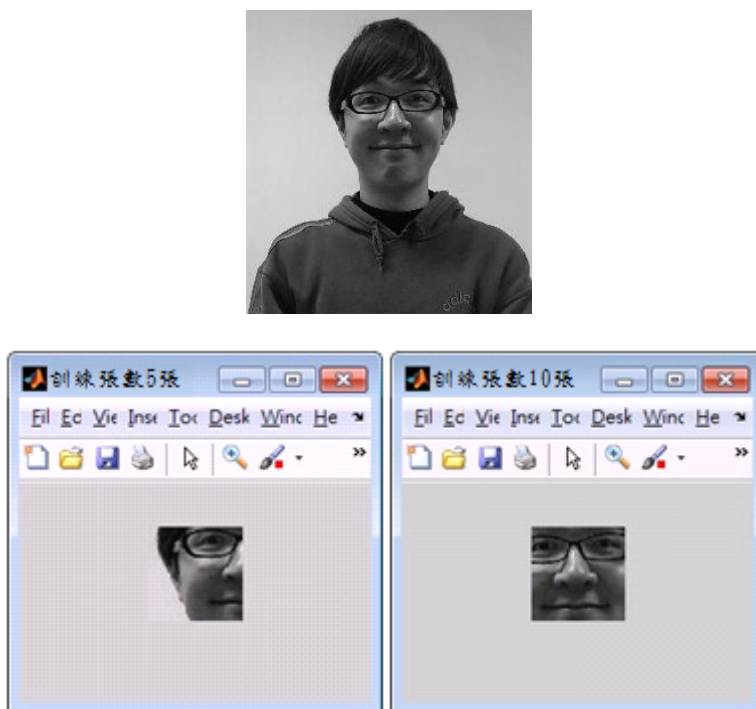 訓練張數5張
Fil Ec Vie Inse Toc Desk Winc He
訓練張數10張
Fil Ec Vie Inse Toc Desk Winc He